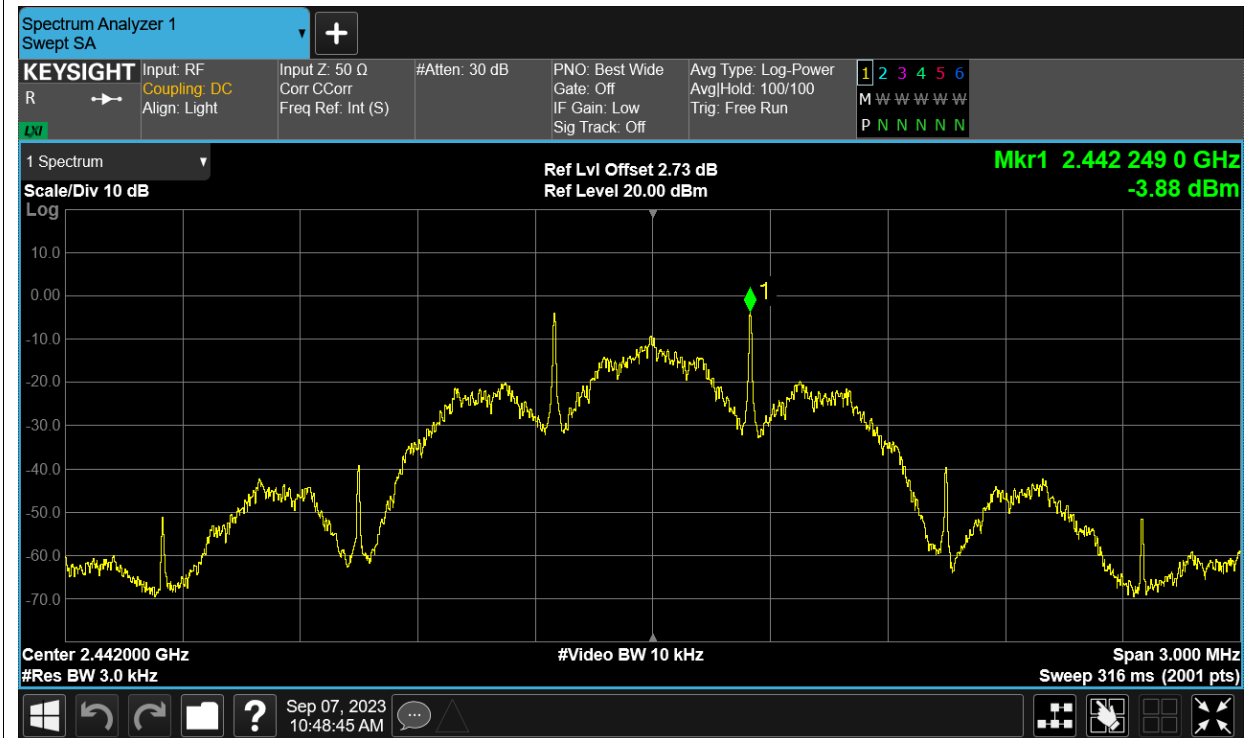 Spectrum Analyzer 1
Swept SA
KEYSIGHT
R
LXI
Input: RF
Coupling: DC
Align: Light
Input Z: 50 Ω
Corr CCorr
Freq Ref: Int (S)
#Atten: 30 dB
PNO: Best Wide
Gate: Off
IF Gain: Low
Sig Track: Off
Avg Type: Log-Power
Avg|Hold: 100/100
Trig: Free Run
1 2 3 4 5 6
M W W W W W
P N N N N N
1 Spectrum
Scale/Div 10 dB
Log
Ref Lvl Offset 2.73 dB
Ref Level 20.00 dBm
Mkr1 2.442 249 0 GHz
-3.88 dBm
10.0
0.00
-10.0
-20.0
-30.0
-40.0
-50.0
-60.0
-70.0
1
Center 2.442000 GHz
#Res BW 3.0 kHz
#Video BW 10 kHz
Span 3.000 MHz
Sweep 316 ms (2001 pts)
?
Sep 07, 2023
10:48:45 AM